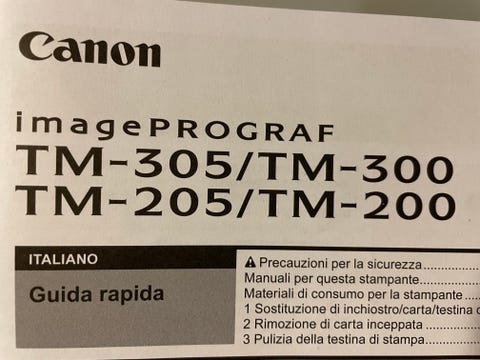 Canon
imagePROGRAF
TM-305/TM-300
TM-205/TM-200
ITALIANO
Guida rapida
⚠ Precauzioni per la sicurezza
Manuali per questa stampante
Materiali di consumo per la stampante
1 Sostituzione di inchiostro/carta/testina
2 Rimozione di carta inceppata
3 Pulizia della testina di stampa